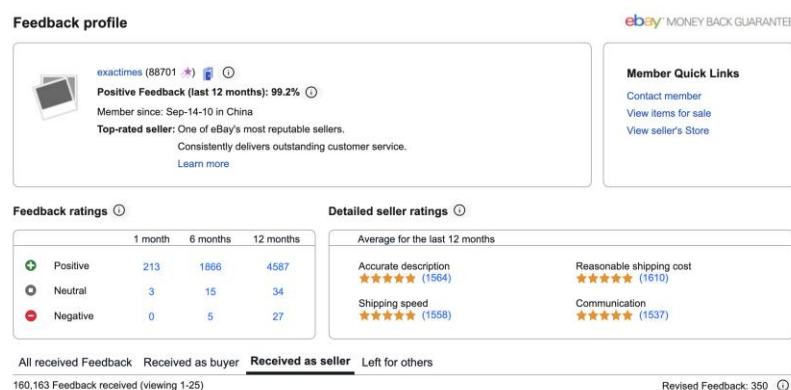 Feedback profile
ebay MONEY BACK GUARANTEE
exactimes (88701)
Positive Feedback (last 12 months): 99.2%
Member since: Sep-14-10 in China
Top-rated seller: One of eBay's most reputable sellers.
Consistently delivers outstanding customer service.
Learn more
Member Quick Links
Contact member
View items for sale
View seller's Store
Feedback ratings
1 month 6 months 12 months
Positive 213 1866 4587
Neutral 3 15 34
Negative 0 5 27
Detailed seller ratings
Average for the last 12 months
Accurate description
(1564)
Reasonable shipping cost
(1610)
Shipping speed
(1558)
Communication
(1537)
All received Feedback Received as buyer Received as seller Left for others
160,163 Feedback received (viewing 1-25) Revised Feedback: 350